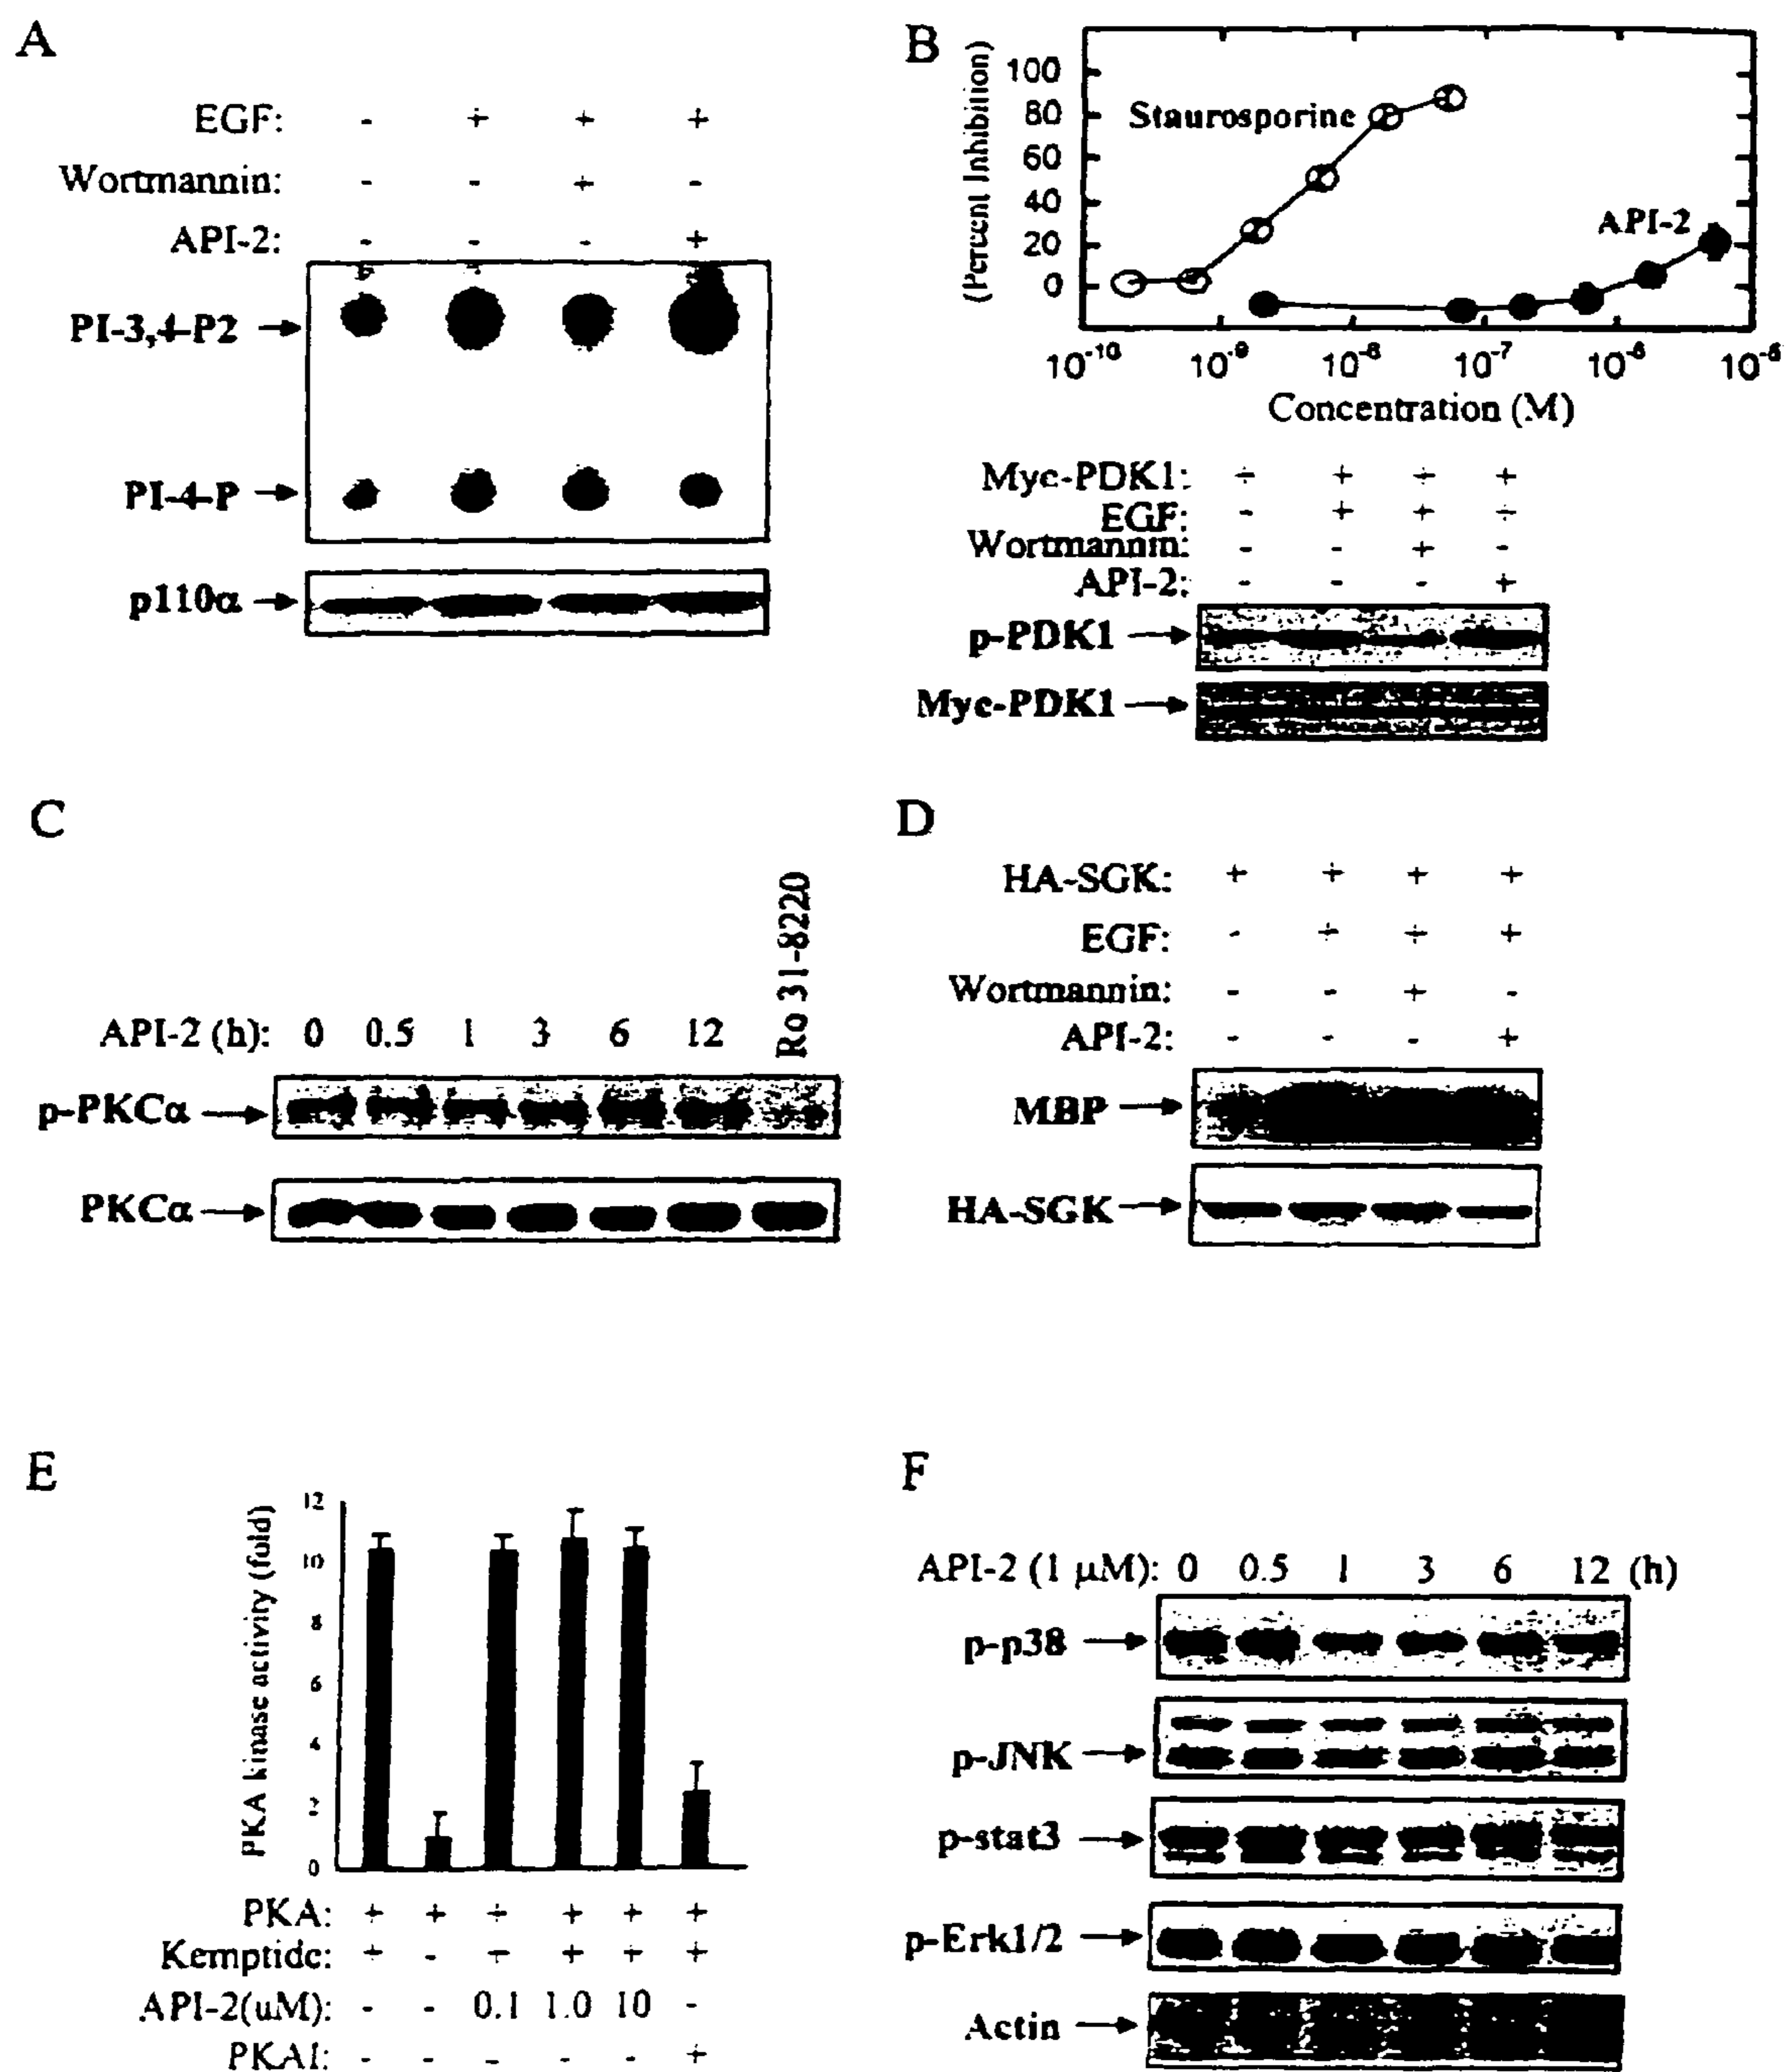 A
EGF: - + + +
Wortmannin: - - + -
API-2: - - - +
PI-3,4-P2
PI-4-P
p110α
B
(Percent Inhibition)
100
80
60
40
20
0
Staurosporine
API-2
10⁻¹⁰ 10⁻⁹ 10⁻⁸ 10⁻⁷ 10⁻⁶ 10⁻⁵
Concentration (M)
Myc-PDK1: + + + +
EGF: - + + +
Wortmannin: - - + -
API-2: - - - +
p-PDK1
Myc-PDK1
C
API-2 (h): 0 0.5 1 3 6 12 Ro 31-8220
p-PKCα
PKCα
D
HA-SGK: + + + +
EGF: - + + +
Wortmannin: - - + -
API-2: - - - +
MBP
HA-SGK
E
PKA kinase activity (fold)
12
10
8
6
4
2
0
PKA: + + + + + +
Kemptide: + - + + + +
API-2(uM): - - 0.1 1.0 10 -
PKAI: - - - - - +
F
API-2 (1 μM): 0 0.5 1 3 6 12 (h)
p-p38
p-JNK
p-stat3
p-Erk1/2
Actin